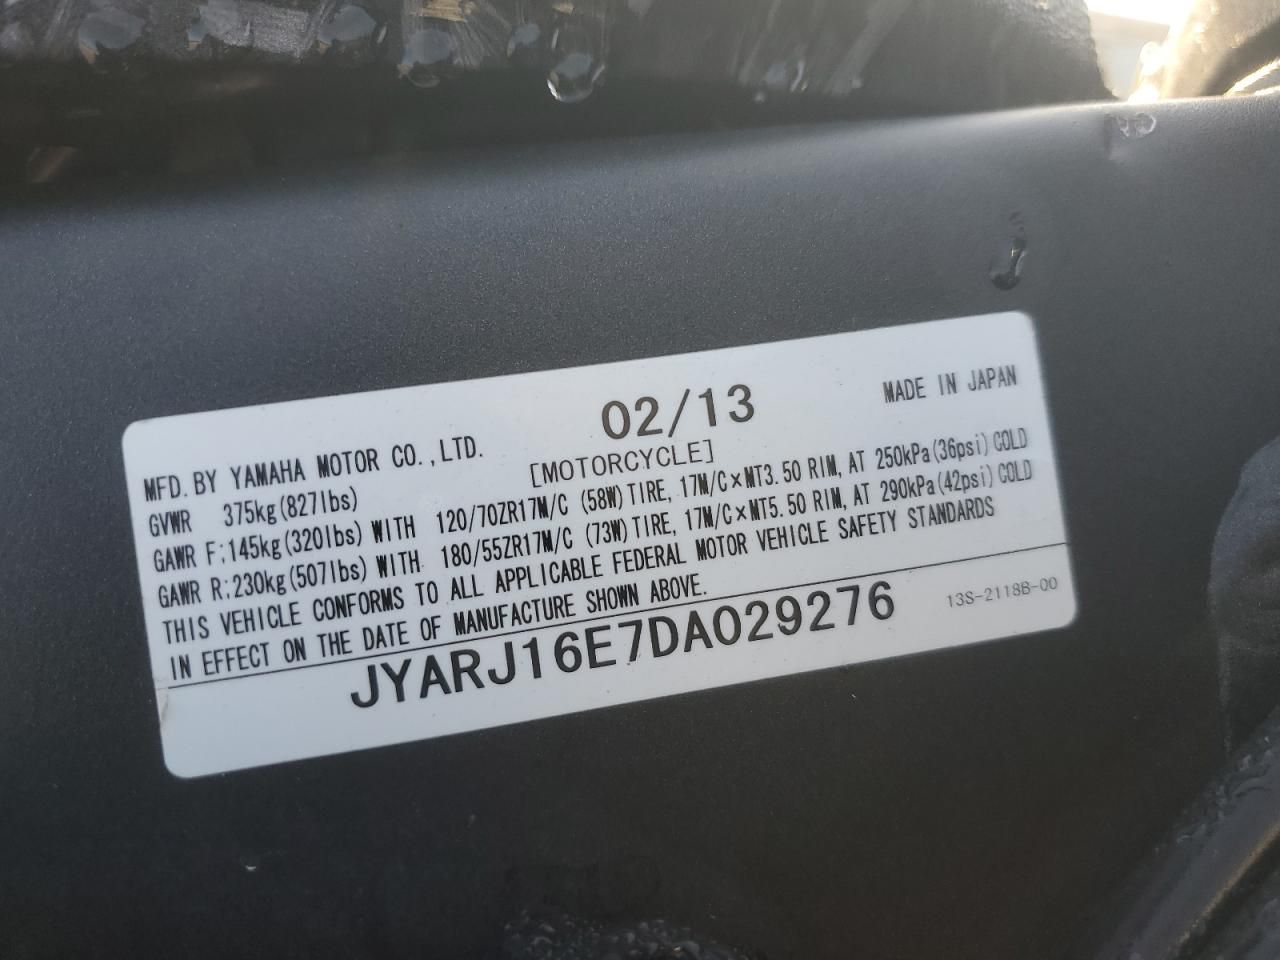 02/13
MADE IN JAPAN
MFD. BY YAMAHA MOTOR CO., LTD.
[MOTORCYCLE]
GVWR 375kg(827lbs)
GAWR F:145kg(320lbs) WITH 120/70ZR17M/C (58W) TIRE, 17M/C×MT3.50 RIM, AT 250kPa(36psi) COLD
GAWR R:230kg(507lbs) WITH 180/55ZR17M/C (73W) TIRE, 17M/C×MT5.50 RIM, AT 290kPa(42psi) COLD
THIS VEHICLE CONFORMS TO ALL APPLICABLE FEDERAL MOTOR VEHICLE SAFETY STANDARDS
IN EFFECT ON THE DATE OF MANUFACTURE SHOWN ABOVE.
JYARJ16E7DA029276
13S-2118B-00